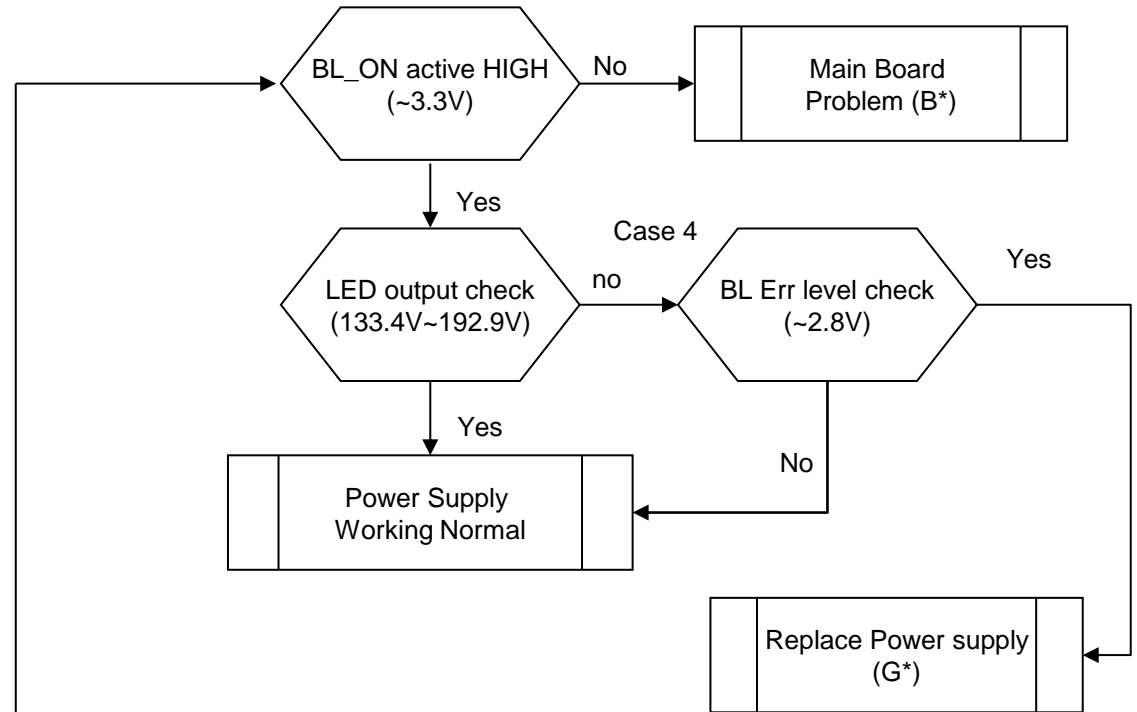 BL_ON active HIGH
(~3.3V)
No
Main Board
Problem (B*)
Yes
Case 4
LED output check
(133.4V~192.9V)
no
BL Err level check
(~2.8V)
Yes
Yes
No
Power Supply
Working Normal
Replace Power supply
(G*)